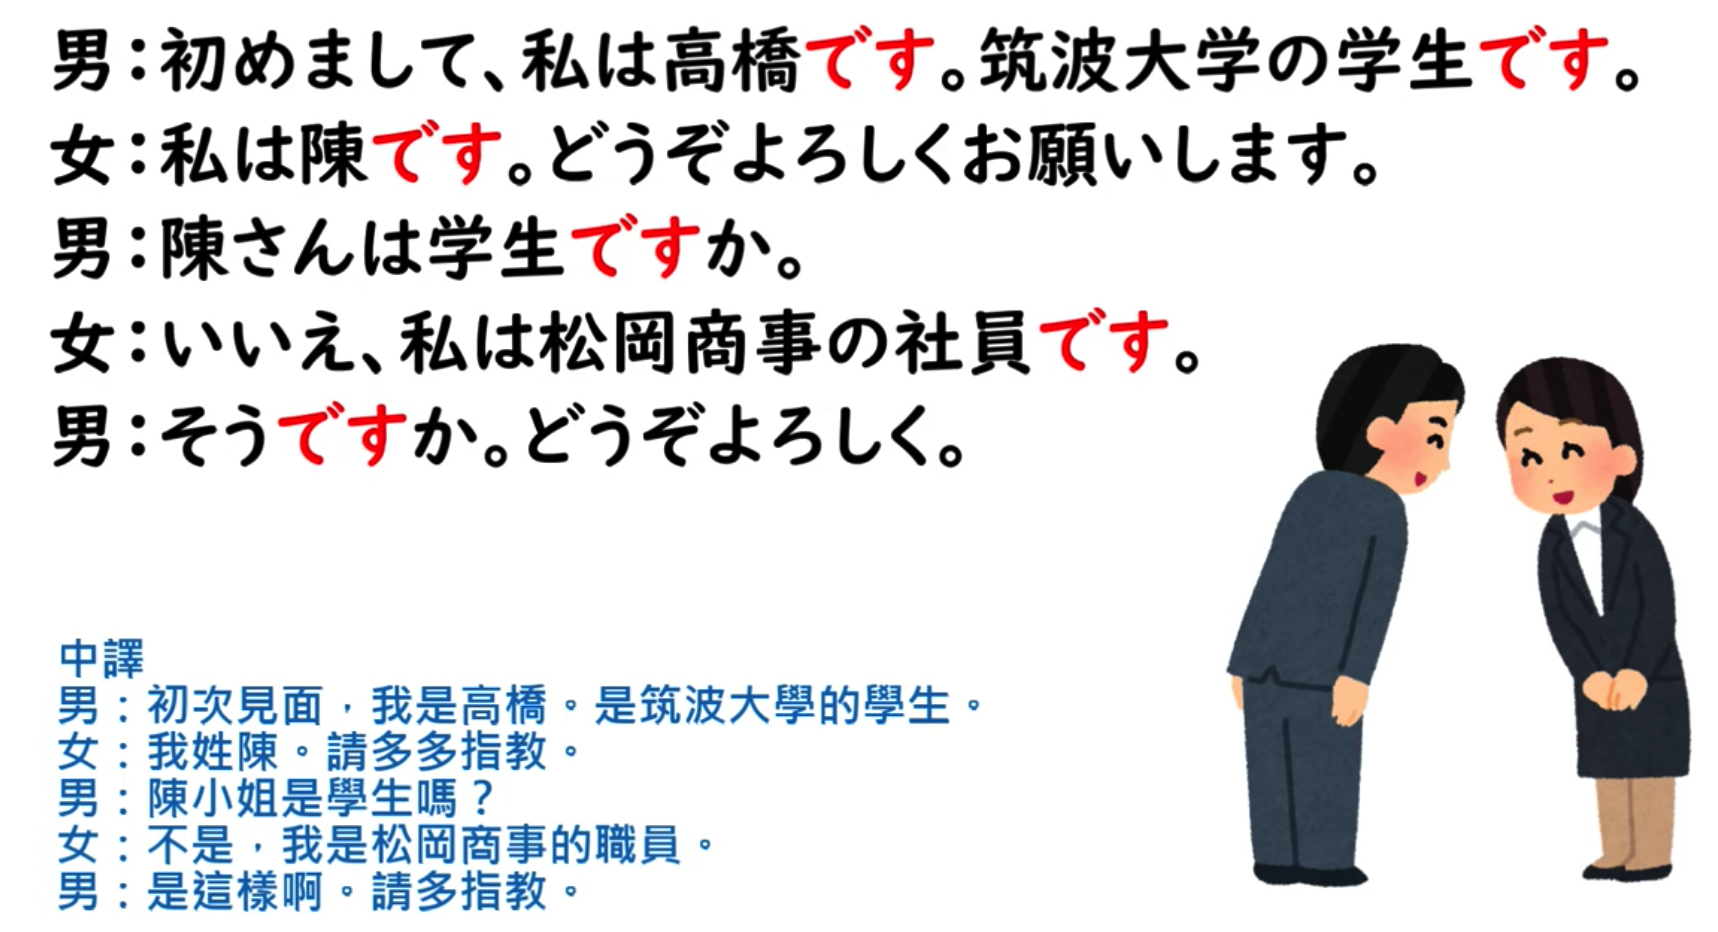 男：初めまして、私は高橋です。筑波大学の学生です。
女：私は陳です。どうぞよろしくお願いします。
男：陳さんは学生ですか。
女：いいえ、私は松岡商事の社員です。
男：そうですか。どうぞよろしく。
中譯
男：初次見面，我是高橋。是筑波大學的學生。
女：我姓陳。請多多指教。
男：陳小姐是學生嗎？
女：不是，我是松岡商事的職員。
男：是這樣啊。請多指教。